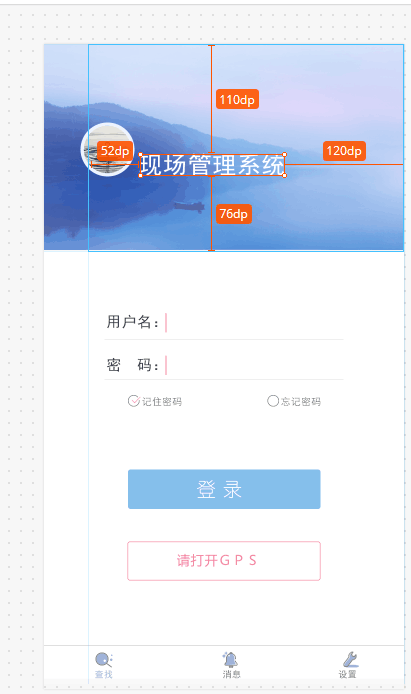 110dp
52dp
120dp
现场管理系统
76dp
用户名：
密 码：
记住密码 忘记密码
登 录
请打开G P S
查找 消息 设置